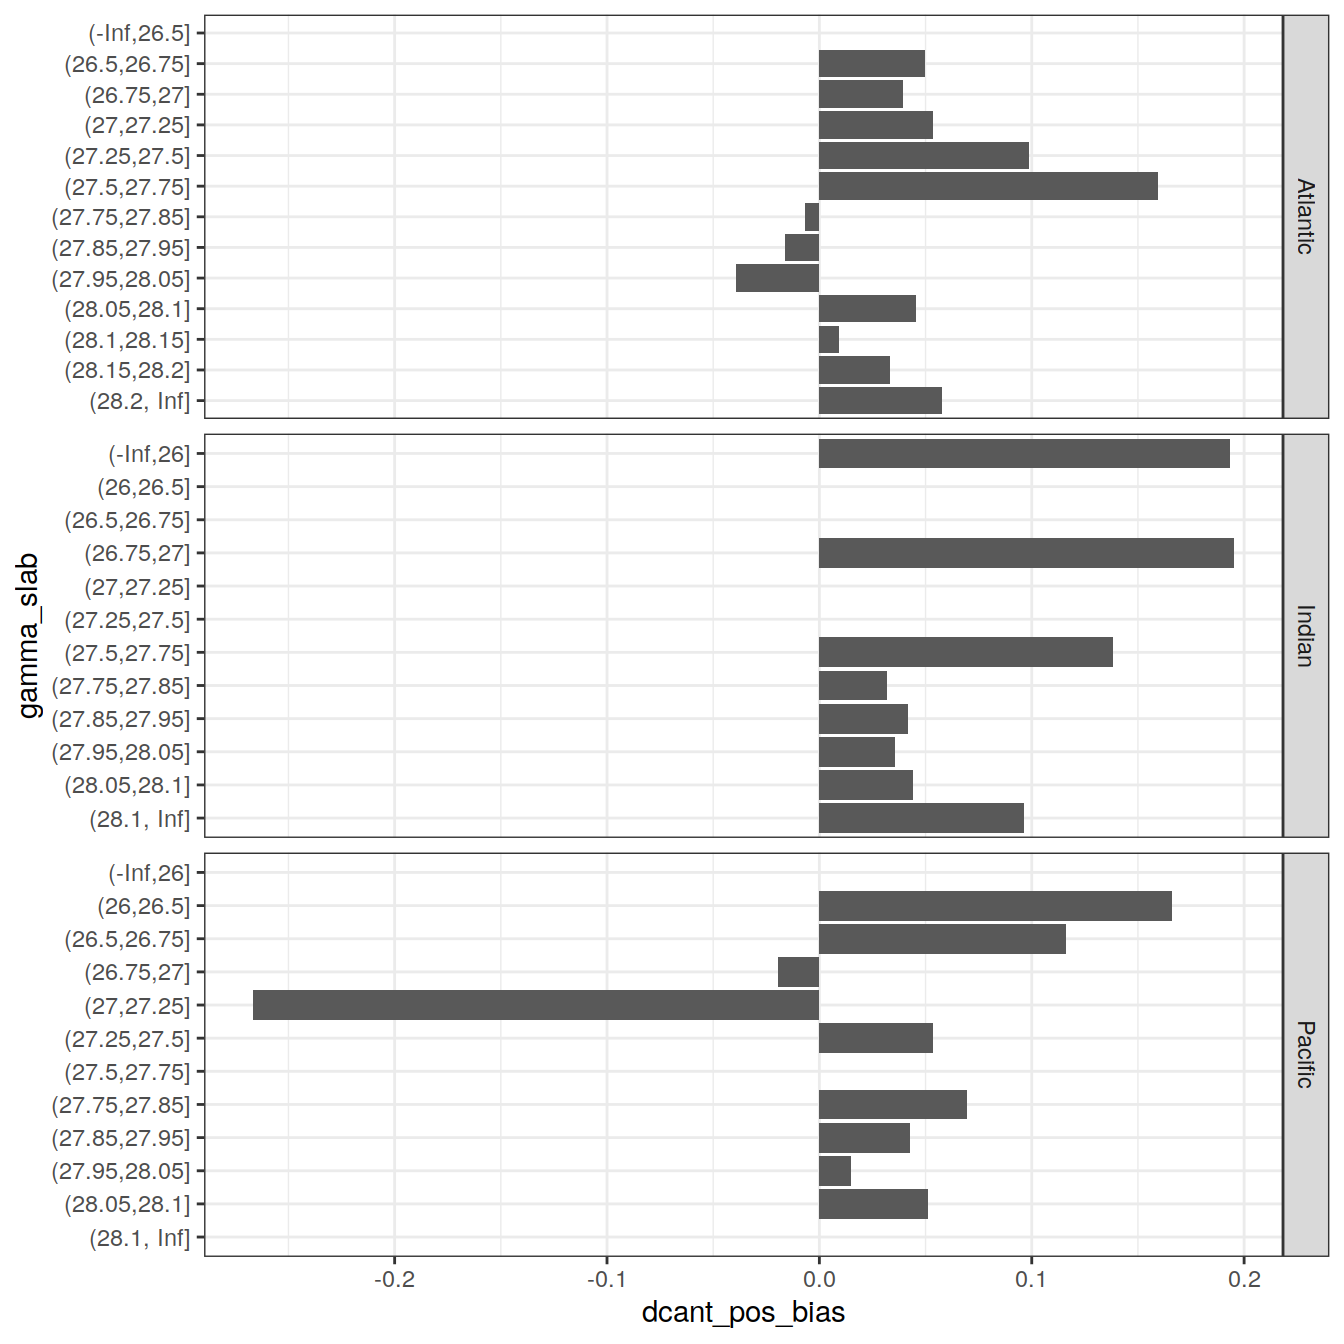 (-Inf,26.5]
(26.5,26.75]
(26.75,27]
(27,27.25]
(27.25,27.5]
(27.5,27.75]
(27.75,27.85]
(27.85,27.95]
(27.95,28.05]
(28.05,28.1]
(28.1,28.15]
(28.15,28.2]
(28.2, Inf]
Atlantic
(-Inf,26]
(26,26.5]
(26.5,26.75]
(26.75,27]
(27,27.25]
(27.25,27.5]
(27.5,27.75]
(27.75,27.85]
(27.85,27.95]
(27.95,28.05]
(28.05,28.1]
(28.1, Inf]
Indian
gamma_slab
(-Inf,26]
(26,26.5]
(26.5,26.75]
(26.75,27]
(27,27.25]
(27.25,27.5]
(27.5,27.75]
(27.75,27.85]
(27.85,27.95]
(27.95,28.05]
(28.05,28.1]
(28.1, Inf]
Pacific
-0.2 -0.1 0.0 0.1 0.2
dcant_pos_bias